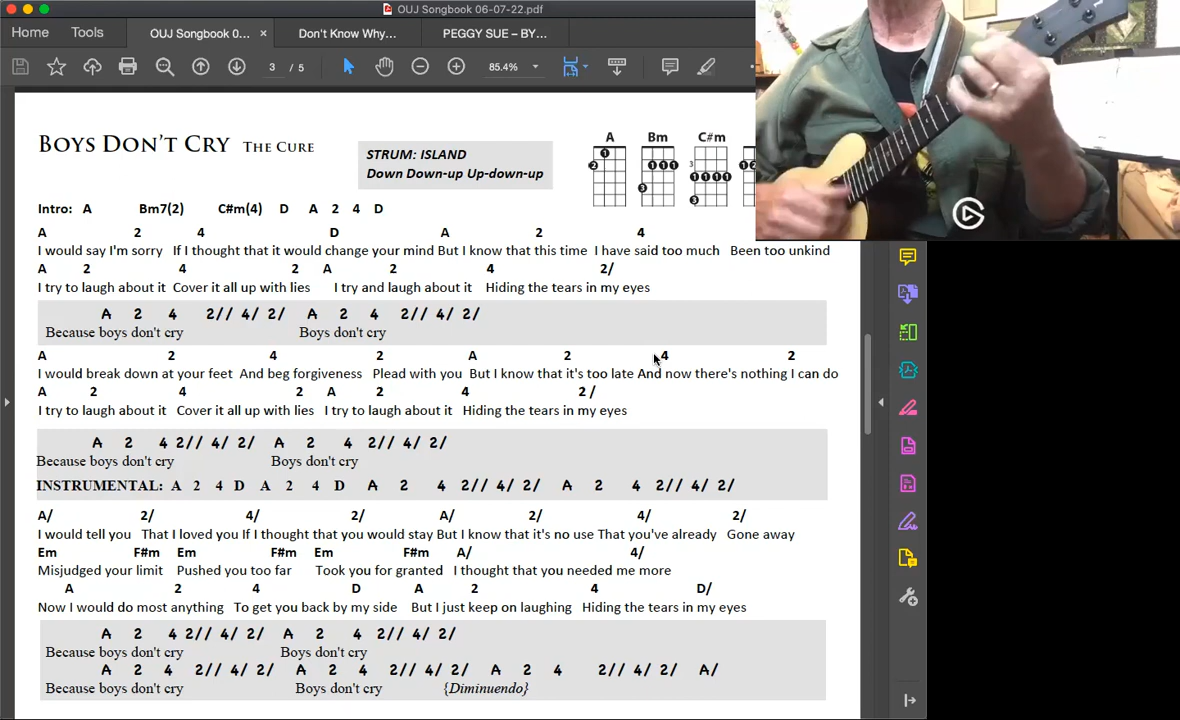 OUJ Songbook 06-07-22.pdf
Home Tools OUJ Songbook 0... × Don't Know Why... PEGGY SUE – BY...
3 / 5 85.4%
BOYS DON'T CRY THE CURE
STRUM: ISLAND
Down Down-up Up-down-up
A Bm C#m
Intro: A Bm7(2) C#m(4) D A 2 4 D
A 2 4 D A 2 4
I would say I'm sorry If I thought that it would change your mind But I know that this time I have said too much Been too unkind
A 2 4 2 A 2 4 2/
I try to laugh about it Cover it all up with lies I try and laugh about it Hiding the tears in my eyes
A 2 4 2// 4/ 2/ A 2 4 2// 4/ 2/
Because boys don't cry Boys don't cry
A 2 4 2 A 2 4 2
I would break down at your feet And beg forgiveness Plead with you But I know that it's too late And now there's nothing I can do
A 2 4 2 A 2 4 2 /
I try to laugh about it Cover it all up with lies I try to laugh about it Hiding the tears in my eyes
A 2 4 2// 4/ 2/ A 2 4 2// 4/ 2/
Because boys don't cry Boys don't cry
INSTRUMENTAL: A 2 4 D A 2 4 D A 2 4 2// 4/ 2/ A 2 4 2// 4/ 2/
A/ 2/ 4/ 2/ A/ 2/ 4/ 2/
I would tell you That I loved you If I thought that you would stay But I know that it's no use That you've already Gone away
Em F#m Em F#m Em F#m A/ 4/
Misjudged your limit Pushed you too far Took you for granted I thought that you needed me more
A 2 4 D A 2 4 D/
Now I would do most anything To get you back by my side But I just keep on laughing Hiding the tears in my eyes
A 2 4 2// 4/ 2/ A 2 4 2// 4/ 2/
Because boys don't cry Boys don't cry
A 2 4 2// 4/ 2/ A 2 4 2// 4/ 2/ A 2 4 2// 4/ 2/ A/
Because boys don't cry Boys don't cry {Diminuendo}